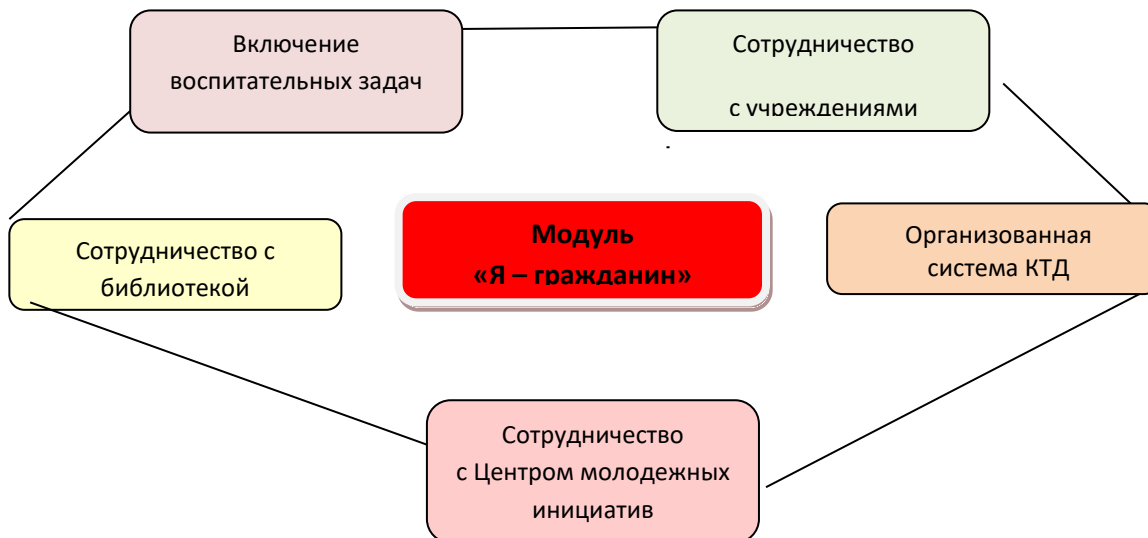 Включение
воспитательных задач
Сотрудничество
с учреждениями
Модуль
«Я – гражданин»
Сотрудничество с
библиотекой
Организованная
система КТД
Сотрудничество
с Центром молодежных
инициатив